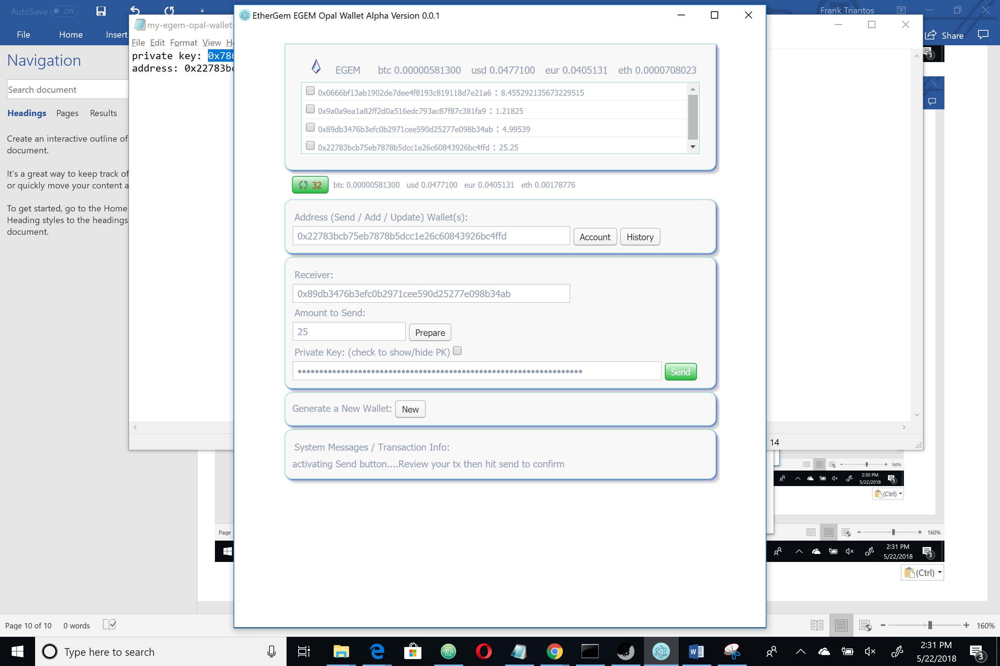 AutoSave Off
Frank Triantos
File Home Insert
Share
my-egem-opal-wallet-
File Edit Format View
private key: 0x786
address: 0x22783bc
Navigation
Search document
Headings Pages Results
Create an interactive outline of
document.
It's a great way to keep track of
or quickly move your content a
To get started, go to the Home
Heading styles to the headings
document.
EtherGem EGEM Opal Wallet Alpha Version 0.0.1
EGEM btc 0.00000581300 usd 0.0477100 eur 0.0405131 eth 0.0000708023
0x0666bf13ab1902de7dee4f8193c819118d7e21a6 : 8.455292135673229515
0x9a0a9ea1a82ff2d0a516edc793ac87f87c381fa9 : 1.21825
0x89db3476b3efc0b2971cee590d25277e098b34ab : 4.99539
0x22783bcb75eb7878b5dcc1e26c60843926bc4ffd : 25.25
32 btc 0.00000581300 usd 0.0477100 eur 0.0405131 eth 0.00178776
Address (Send / Add / Update) Wallet(s):
0x22783bcb75eb7878b5dcc1e26c60843926bc4ffd Account History
Receiver:
0x89db3476b3efc0b2971cee590d25277e098b34ab
Amount to Send:
25 Prepare
Private Key: (check to show/hide PK)
Send
Generate a New Wallet: New
System Messages / Transaction Info:
activating Send button....Review your tx then hit send to confirm
3
14
160%
2:30 PM
5/22/2018
3
(Ctrl)
Page 1
160%
2:31 PM
5/22/2018
3
(Ctrl)
Page 10 of 10 0 words
160%
Type here to search
2:31 PM
5/22/2018
3